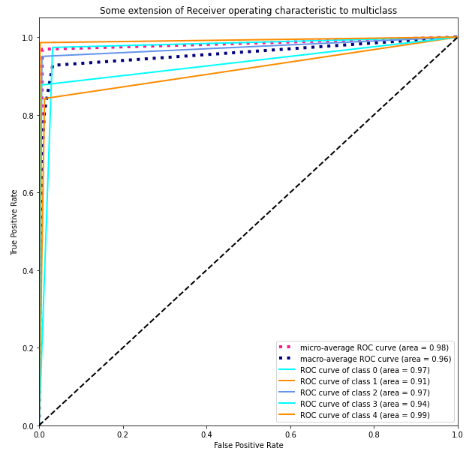 Some extension of Receiver operating characteristic to multiclass
1.0
0.8
0.6
0.4
0.2
0.0
True Positive Rate
micro-average ROC curve (area = 0.98)
macro-average ROC curve (area = 0.96)
ROC curve of class 0 (area = 0.97)
ROC curve of class 1 (area = 0.91)
ROC curve of class 2 (area = 0.97)
ROC curve of class 3 (area = 0.94)
ROC curve of class 4 (area = 0.99)
0.0 0.2 0.4 0.6 0.8 1.0
False Positive Rate